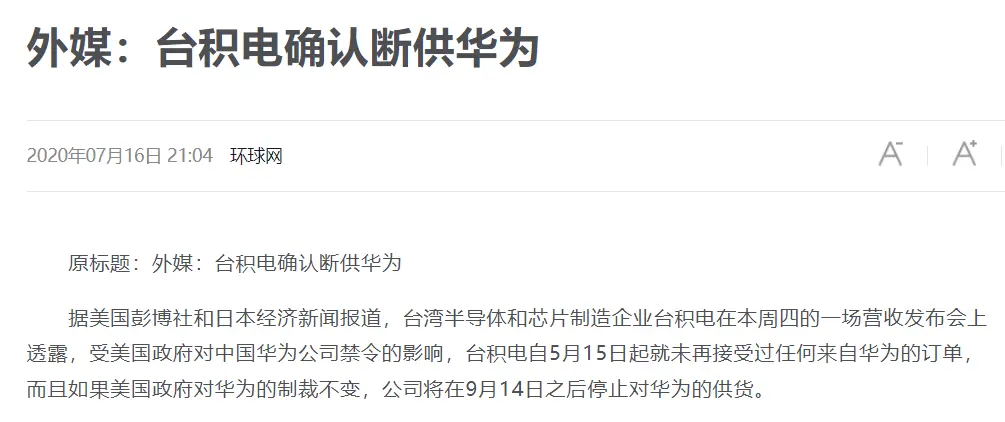 外媒：台积电确认断供华为
2020年07月16日 21:04 环球网 A- A+
原标题：外媒：台积电确认断供华为
据美国彭博社和日本经济新闻报道，台湾半导体和芯片制造企业台积电在本周四的一场营收发布会上
透露，受美国政府对中国华为公司禁令的影响，台积电自5月15日起就未再接受过任何来自华为的订单，
而且如果美国政府对华为的制裁不变，公司将在9月14日之后停止对华为的供货。